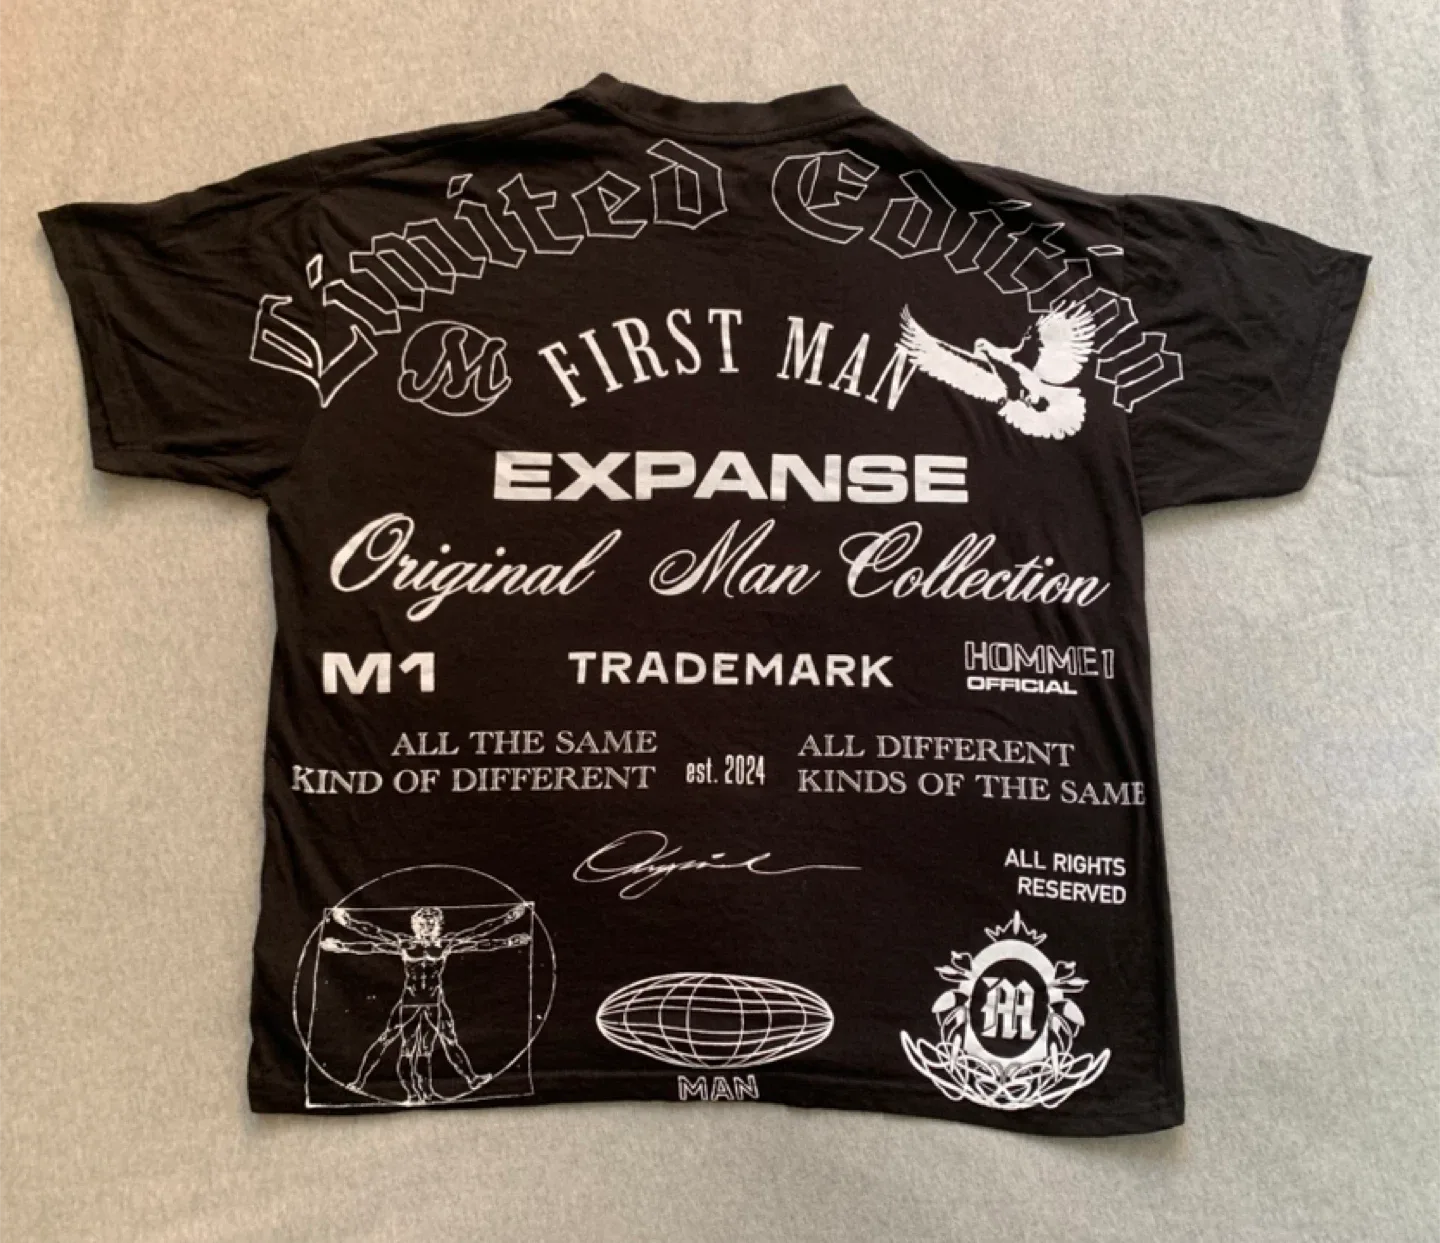 Limited Edition
M
FIRST MAN
EXPANSE
Original Man Collection
M1
TRADEMARK
HOMME1
OFFICIAL
ALL THE SAME
KIND OF DIFFERENT
est. 2024
ALL DIFFERENT
KINDS OF THE SAME
ALL RIGHTS
RESERVED
M
MAN